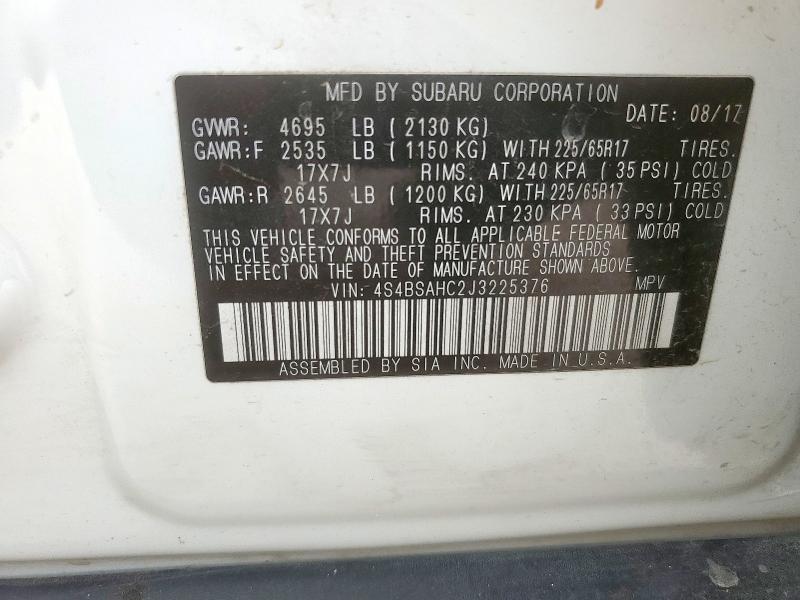 MFD BY SUBARU CORPORATION DATE: 08/17
GVWR: 4695 LB ( 2130 KG)
GAWR:F 2535 LB ( 1150 KG) WITH 225/65R17 TIRES.
17X7J RIMS. AT 240 KPA ( 35 PSI) COLD
GAWR:R 2645 LB ( 1200 KG) WITH 225/65R17 TIRES.
17X7J RIMS. AT 230 KPA ( 33 PSI) COLD
THIS VEHICLE CONFORMS TO ALL APPLICABLE FEDERAL MOTOR
VEHICLE SAFETY AND THEFT PREVENTION STANDARDS
IN EFFECT ON THE DATE OF MANUFACTURE SHOWN ABOVE.
VIN: 4S4BSAHC2J3225376 MPV
ASSEMBLED BY SIA INC. MADE IN U.S.A.